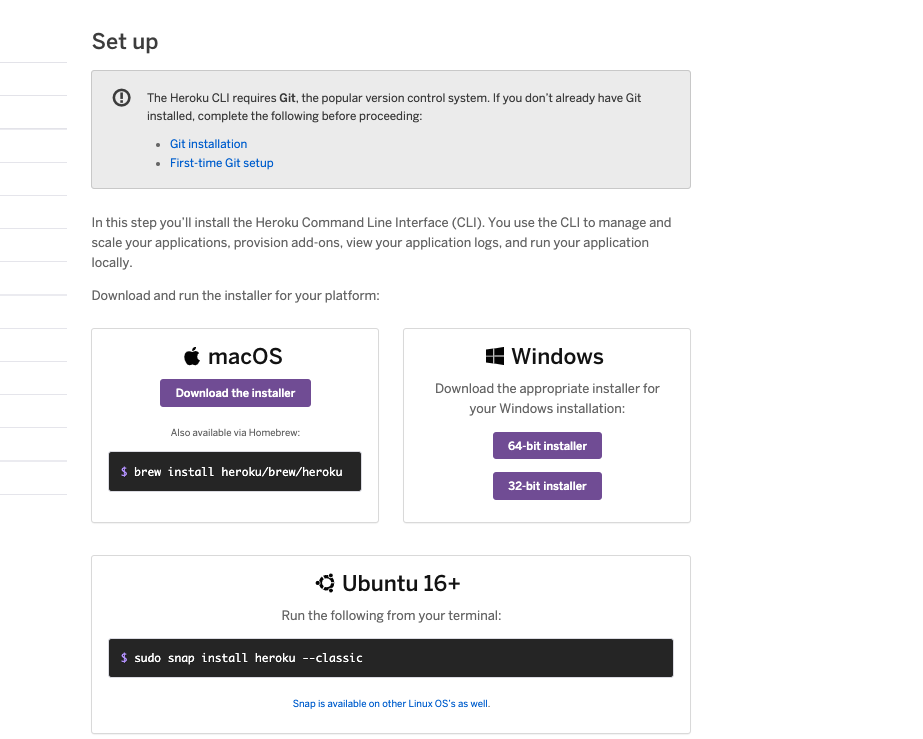 Set up
The Heroku CLI requires Git, the popular version control system. If you don’t already have Git
installed, complete the following before proceeding:
Git installation
First-time Git setup
In this step you’ll install the Heroku Command Line Interface (CLI). You use the CLI to manage and
scale your applications, provision add-ons, view your application logs, and run your application
locally.
Download and run the installer for your platform:
macOS
Download the installer
Also available via Homebrew:
$ brew install heroku/brew/heroku
Windows
Download the appropriate installer for
your Windows installation:
64-bit installer
32-bit installer
Ubuntu 16+
Run the following from your terminal:
$ sudo snap install heroku --classic
Snap is available on other Linux OS's as well.